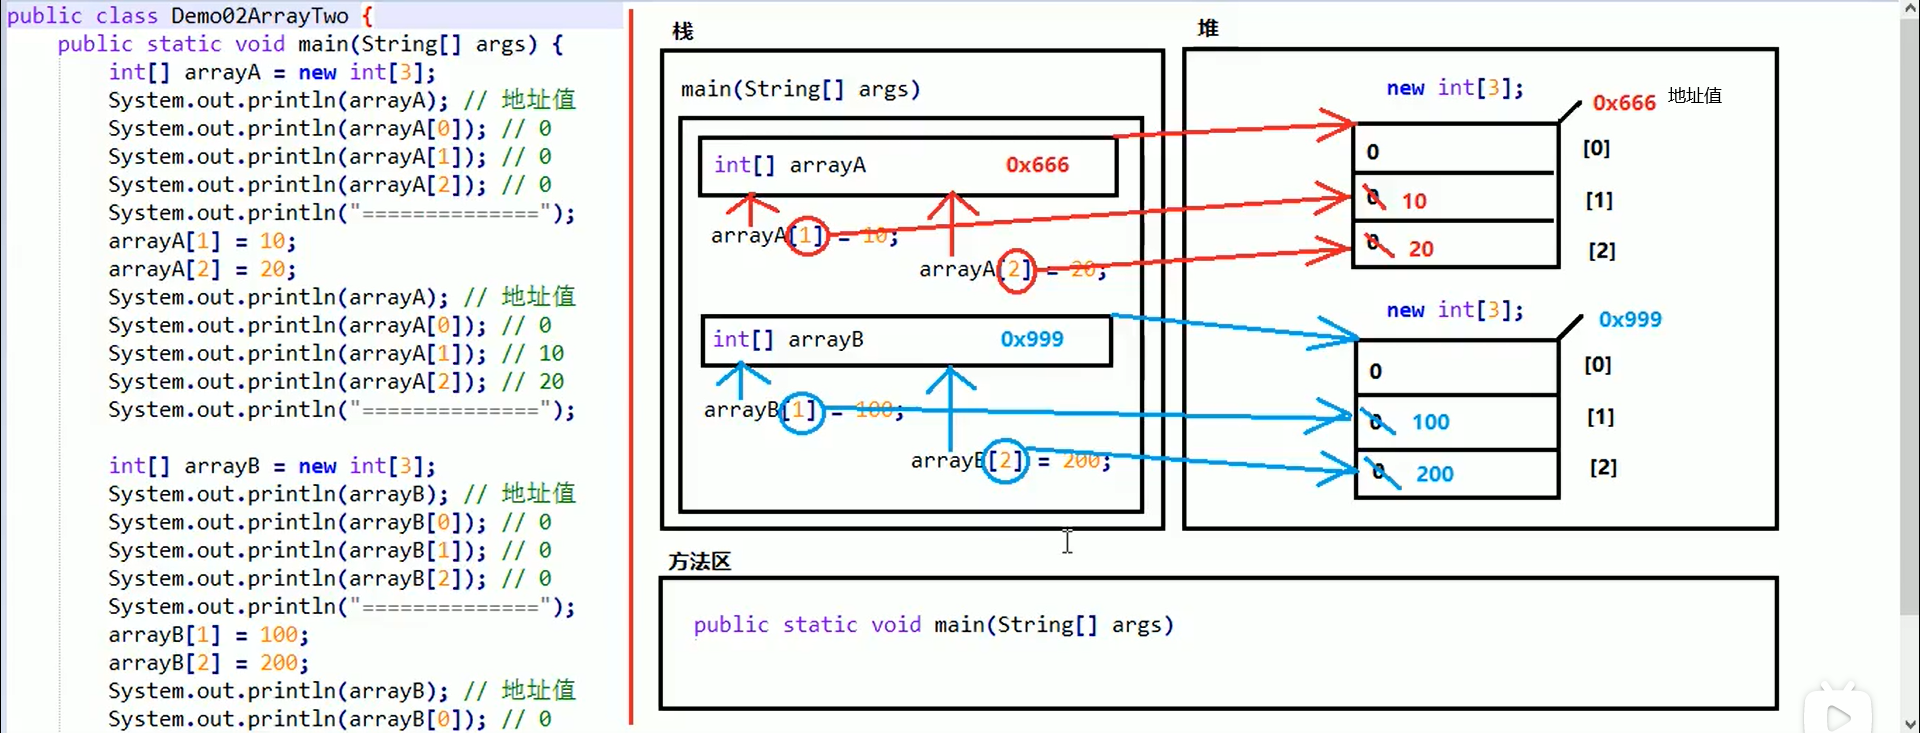 public class Demo02ArrayTwo {
public static void main(String[] args) {
int[] arrayA = new int[3];
System.out.println(arrayA); // 地址值
System.out.println(arrayA[0]); // 0
System.out.println(arrayA[1]); // 0
System.out.println(arrayA[2]); // 0
System.out.println("==============");
arrayA[1] = 10;
arrayA[2] = 20;
System.out.println(arrayA); // 地址值
System.out.println(arrayA[0]); // 0
System.out.println(arrayA[1]); // 10
System.out.println(arrayA[2]); // 20
System.out.println("==============");
int[] arrayB = new int[3];
System.out.println(arrayB); // 地址值
System.out.println(arrayB[0]); // 0
System.out.println(arrayB[1]); // 0
System.out.println(arrayB[2]); // 0
System.out.println("==============");
arrayB[1] = 100;
arrayB[2] = 200;
System.out.println(arrayB); // 地址值
System.out.println(arrayB[0]); // 0
栈
main(String[] args)
int[] arrayA 0x666
arrayA[1] = 10;
arrayA[2] = 20;
int[] arrayB 0x999
arrayB[1] = 100;
arrayB[2] = 200;
堆
new int[3];
0x666 地址值
0 [0]
0 10 [1]
0 20 [2]
new int[3];
0x999
0 [0]
0 100 [1]
0 200 [2]
方法区
public static void main(String[] args)